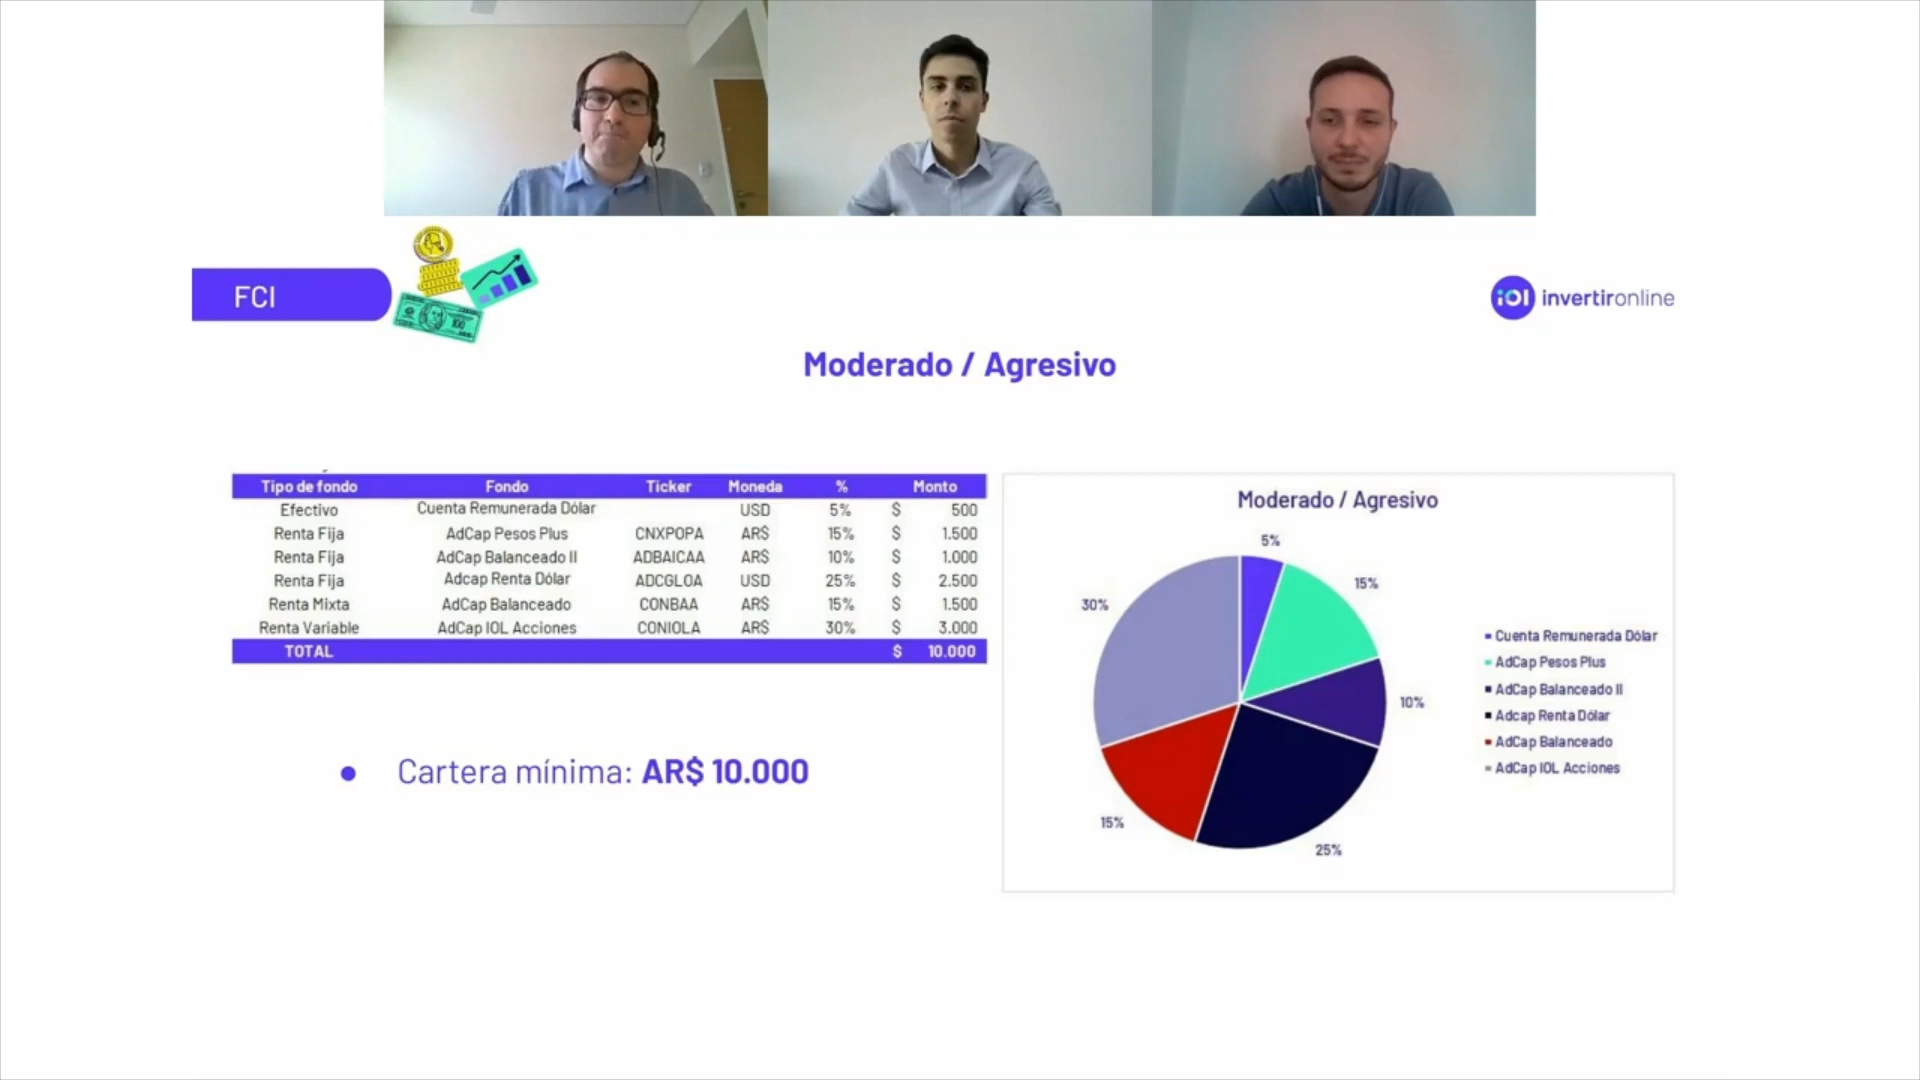 FCI
iOl invertironline
Moderado / Agresivo
Tipo de fondo Fondo Ticker Moneda % Monto
Efectivo Cuenta Remunerada Dólar USD 5% $ 500
Renta Fija AdCap Pesos Plus CNXPOPA AR$ 15% $ 1.500
Renta Fija AdCap Balanceado II ADBAICAA AR$ 10% $ 1.000
Renta Fija Adcap Renta Dólar ADCGLOA USD 25% $ 2.500
Renta Mixta AdCap Balanceado CONBAA AR$ 15% $ 1.500
Renta Variable AdCap IOL Acciones CONIOLA AR$ 30% $ 3.000
TOTAL $ 10.000
• Cartera mínima: AR$ 10.000
Moderado / Agresivo
5%
15%
30%
10%
15%
25%
Cuenta Remunerada Dólar
AdCap Pesos Plus
AdCap Balanceado II
Adcap Renta Dólar
AdCap Balanceado
AdCap IOL Acciones
100